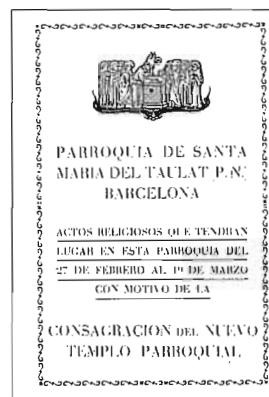 PARROQUIA DE SANTA
MARIA DEL TAULAT P. N.
BARCELONA
ACTOS RELIGIOSOS QUE TENDRAN
LUGAR EN ESTA PARROQUIA DEL
27 DE FEBRERO AL 19 DE MARZO
CON MOTIVO DE LA
CONSAGRACION DEL NUEVO
TEMPLO PARROQUIAL